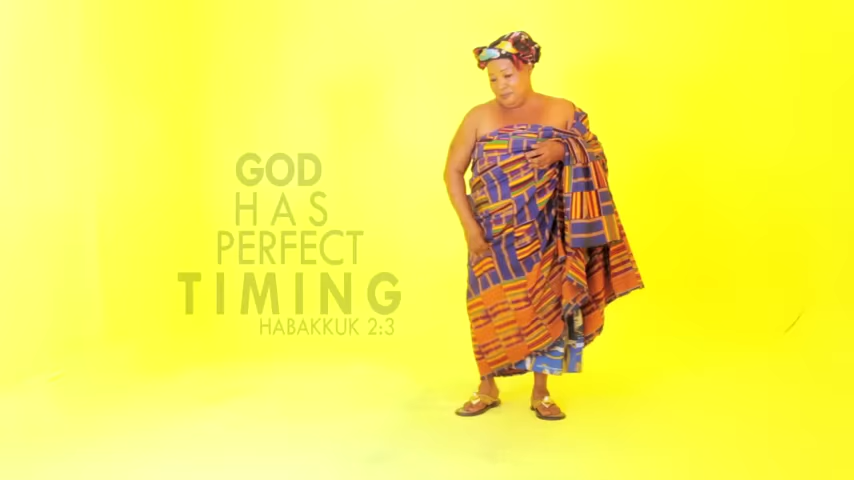 GOD
HAS
PERFECT
TIMING
HABAKKUK 2:3